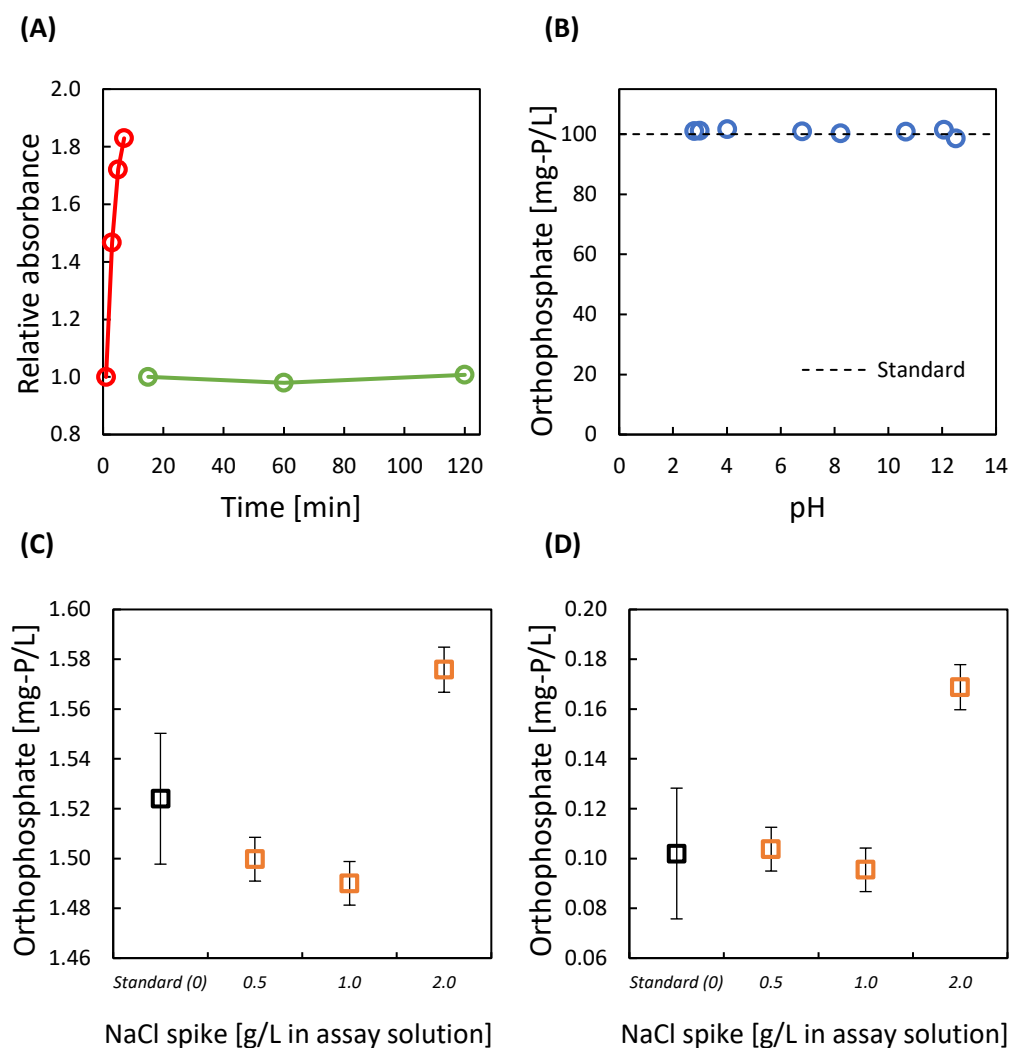 (A)
Relative absorbance
2.0
1.8
1.6
1.4
1.2
1.0
0.8
0 20 40 60 80 100 120
Time [min]
(B)
Orthophosphate [mg-P/L]
100
80
60
40
20
0
Standard
0 2 4 6 8 10 12 14
pH
(C)
Orthophosphate [mg-P/L]
1.60
1.58
1.56
1.54
1.52
1.50
1.48
1.46
Standard (0) 0.5 1.0 2.0
NaCl spike [g/L in assay solution]
(D)
Orthophosphate [mg-P/L]
0.20
0.18
0.16
0.14
0.12
0.10
0.08
0.06
Standard (0) 0.5 1.0 2.0
NaCl spike [g/L in assay solution]